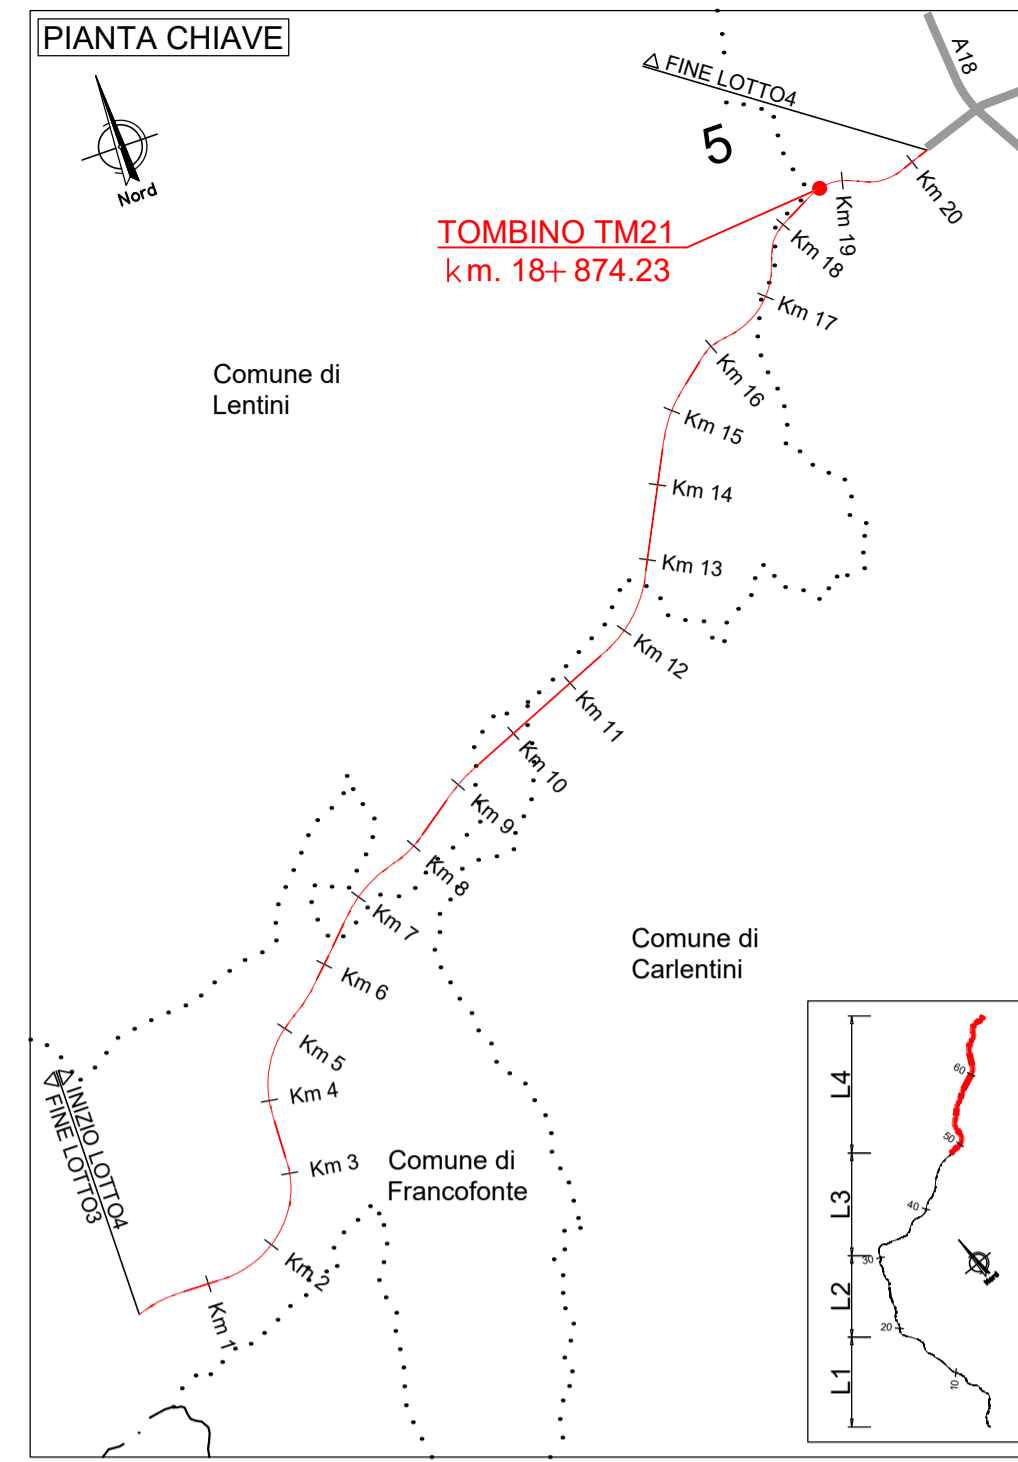 PIANTA CHIAVE
Nord
FINE LOTTO4
A18
5
TOMBINO TM21
km. 18+ 874.23
Km 20
Km 19
Km 18
Km 17
Km 16
Km 15
Km 14
Km 13
Km 12
Km 11
Km 10
Km 9
Km 8
Km 7
Km 6
Km 5
Km 4
Km 3
Km 2
Km 1
Comune di
Lentini
Comune di
Carlentini
Comune di
Francofonte
INIZIO LOTTO4
FINE LOTTO3
L4
L3
L2
L1
60
50
40
30
20
10